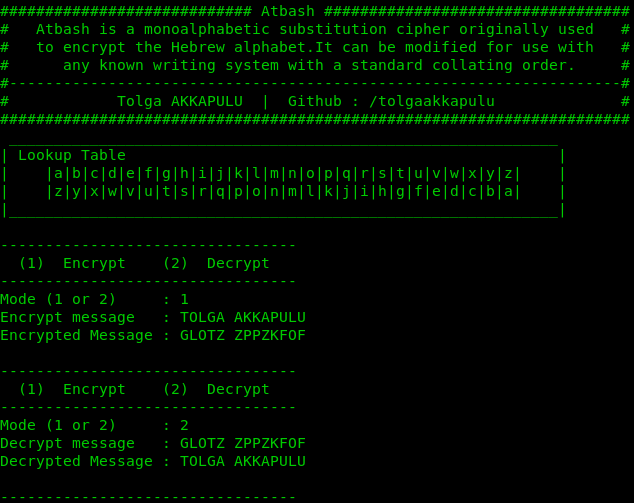 ############################ Atbash ##################################
#   Atbash is a monoalphabetic substitution cipher originally used   #
#   to encrypt the Hebrew alphabet.It can be modified for use with   #
#      any known writing system with a standard collating order.     #
#--------------------------------------------------------------------#
#            Tolga AKKAPULU  |  Github : /tolgaakkapulu              #
######################################################################
 _____________________________________________________________
| Lookup Table                                                |
|    |a|b|c|d|e|f|g|h|i|j|k|l|m|n|o|p|q|r|s|t|u|v|w|x|y|z|    |
|    |z|y|x|w|v|u|t|s|r|q|p|o|n|m|l|k|j|i|h|g|f|e|d|c|b|a|    |
|_____________________________________________________________|
---------------------------------
  (1)  Encrypt    (2)  Decrypt
---------------------------------
Mode (1 or 2)     : 1
Encrypt message   : TOLGA AKKAPULU
Encrypted Message : GLOTZ ZPPZKFOF
---------------------------------
  (1)  Encrypt    (2)  Decrypt
---------------------------------
Mode (1 or 2)     : 2
Decrypt message   : GLOTZ ZPPZKFOF
Decrypted Message : TOLGA AKKAPULU
---------------------------------